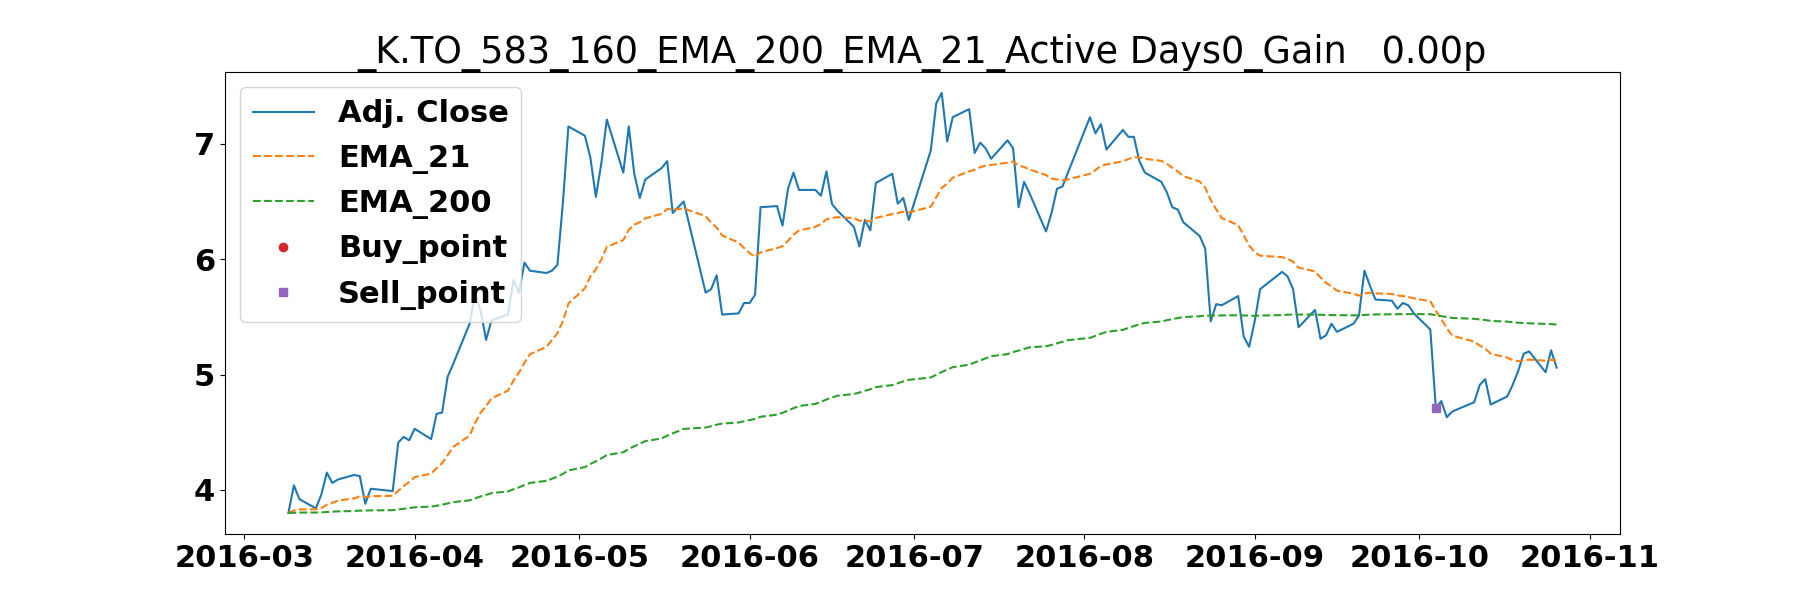 _K.TO_583_160_EMA_200_EMA_21_Active Days0_Gain   0.00p
Adj. Close
EMA_21
EMA_200
Buy_point
Sell_point
7
6
5
4
2016-03 2016-04 2016-05 2016-06 2016-07 2016-08 2016-09 2016-10 2016-11